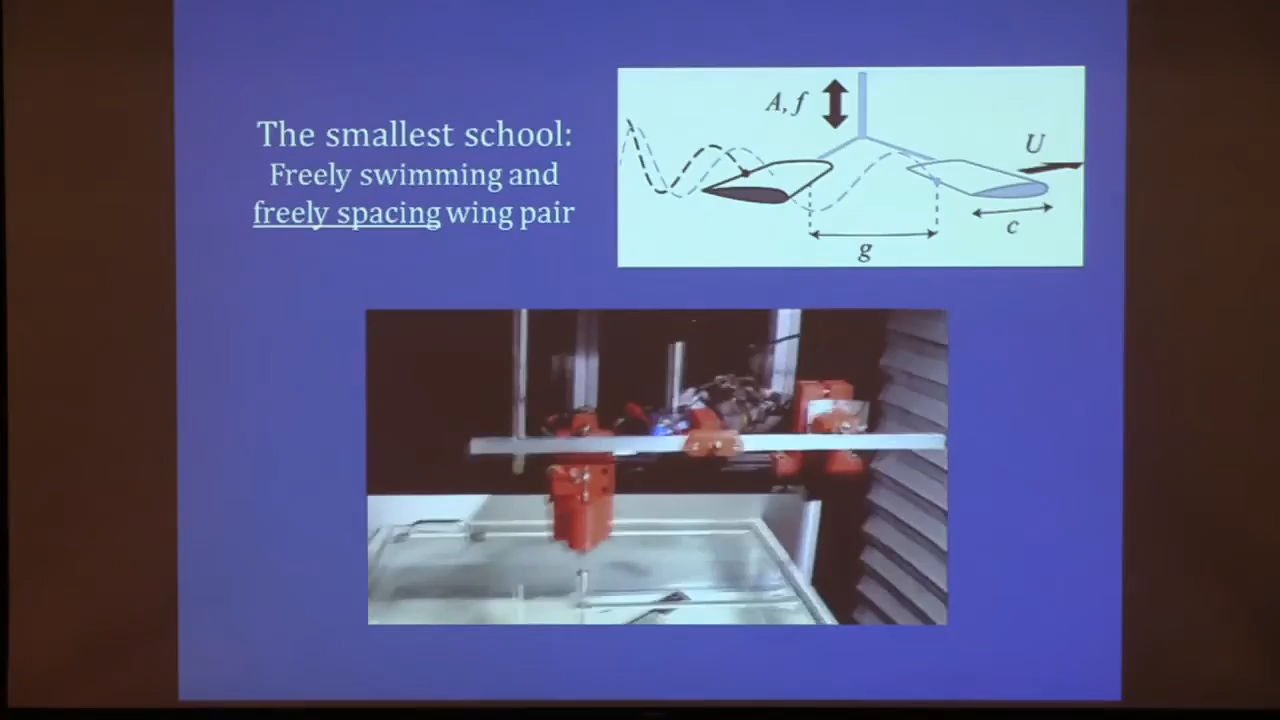 The smallest school:
Freely swimming and
freely spacing wing pair
A, f
U
c
g